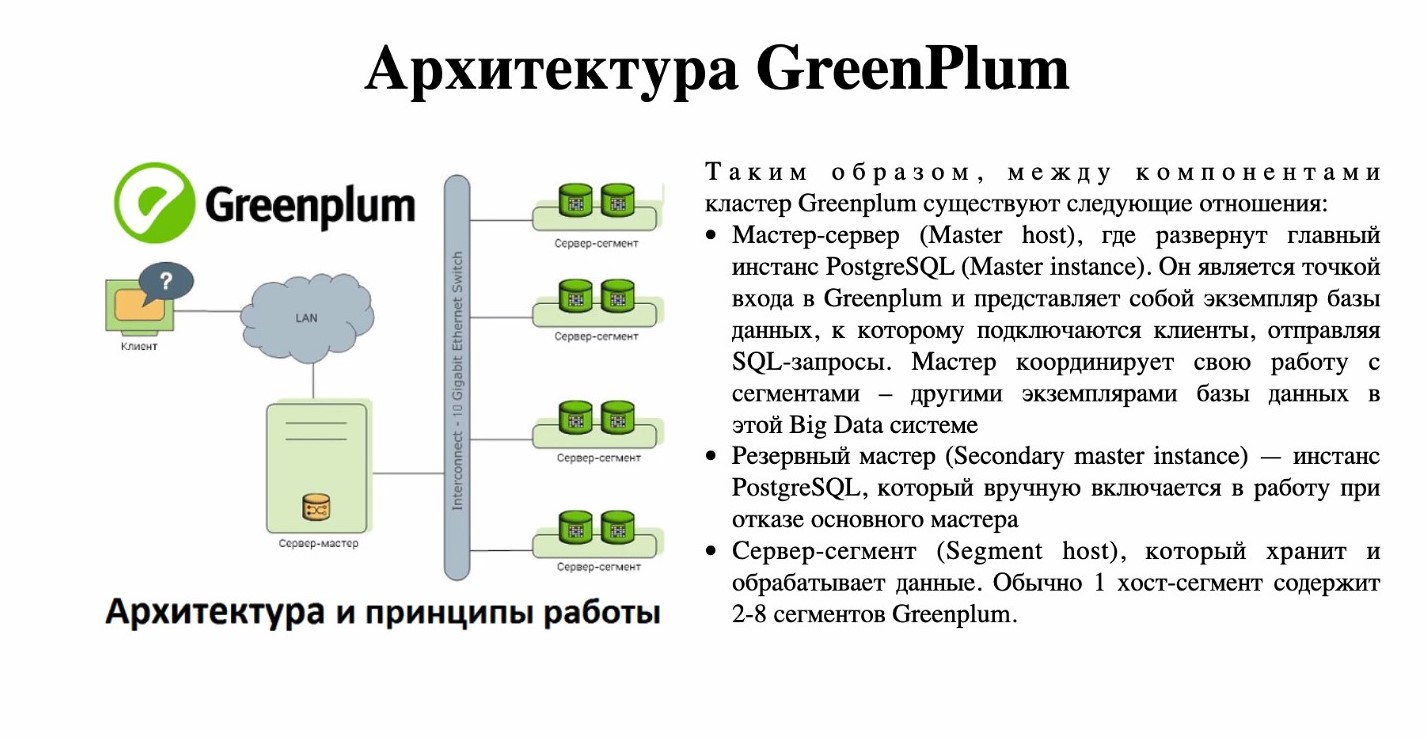 Архитектура GreenPlum
Greenplum
?
Клиент
LAN
Сервер-мастер
Interconnect - 10 Gigabit Ethernet Switch
Сервер-сегмент
Сервер-сегмент
Сервер-сегмент
Сервер-сегмент
Архитектура и принципы работы
Таким образом, между компонентами
кластер Greenplum существуют следующие отношения:
• Мастер-сервер (Master host), где развернут главный
инстанс PostgreSQL (Master instance). Он является точкой
входа в Greenplum и представляет собой экземпляр базы
данных, к которому подключаются клиенты, отправляя
SQL-запросы. Мастер координирует свою работу с
сегментами – другими экземплярами базы данных в
этой Big Data системе
• Резервный мастер (Secondary master instance) — инстанс
PostgreSQL, который вручную включается в работу при
отказе основного мастера
• Сервер-сегмент (Segment host), который хранит и
обрабатывает данные. Обычно 1 хост-сегмент содержит
2-8 сегментов Greenplum.